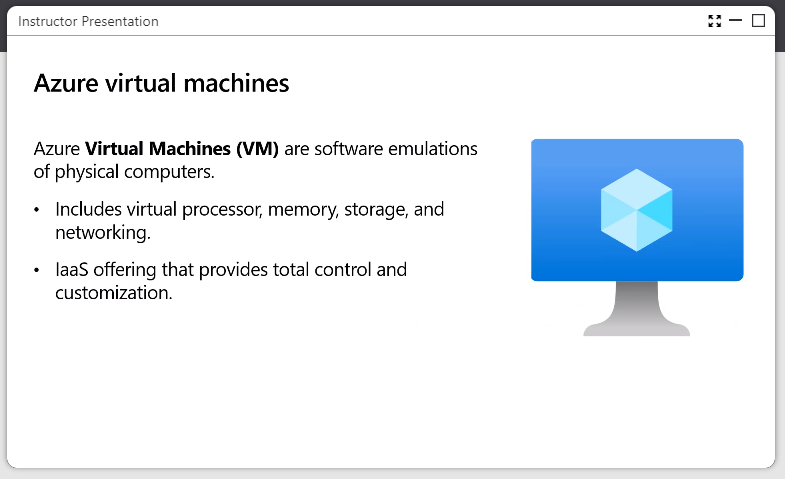 Instructor Presentation
Azure virtual machines
Azure Virtual Machines (VM) are software emulations
of physical computers.
• Includes virtual processor, memory, storage, and
networking.
• IaaS offering that provides total control and
customization.